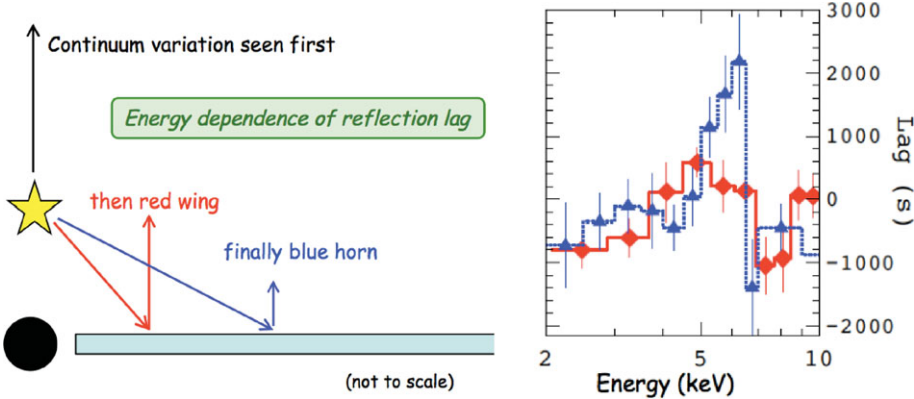 Continuum variation seen first
Energy dependence of reflection lag
then red wing
finally blue horn
(not to scale)
3000
2000
1000
0
-1000
-2000
Lag (s)
2
5
10
Energy (keV)